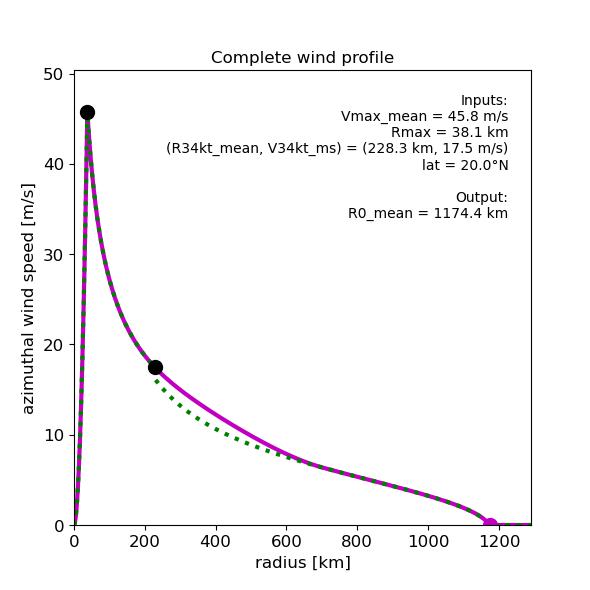 Complete wind profile
50
40
30
20
10
0
azimuthal wind speed [m/s]
Inputs:
Vmax_mean = 45.8 m/s
Rmax = 38.1 km
(R34kt_mean, V34kt_ms) = (228.3 km, 17.5 m/s)
lat = 20.0°N
Output:
R0_mean = 1174.4 km
0 200 400 600 800 1000 1200
radius [km]